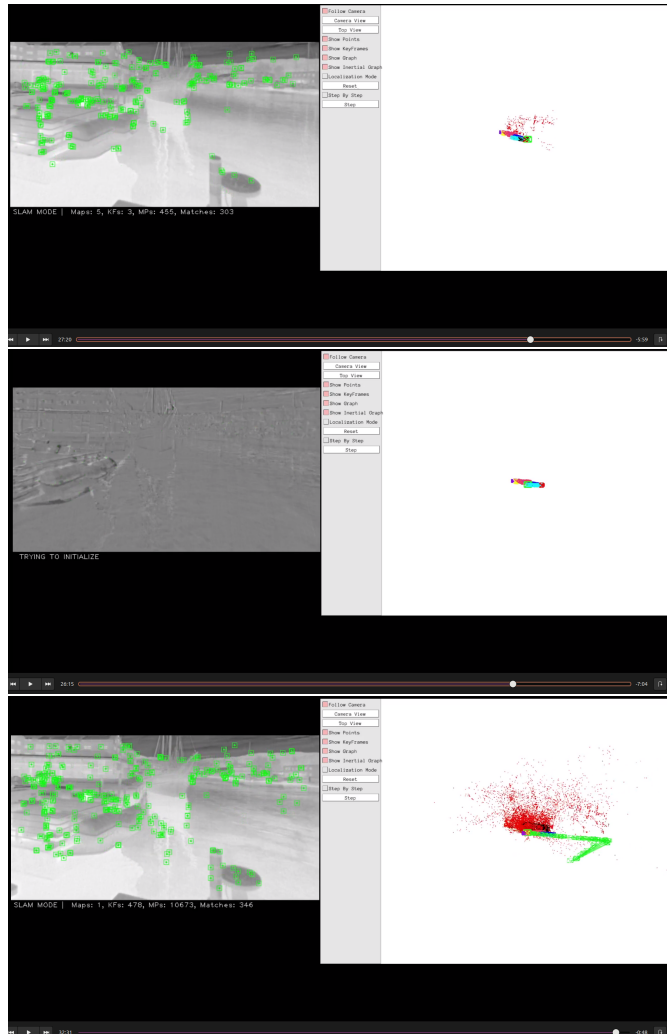 Follow Camera
Camera View
Top View
Show Points
Show KeyFrames
Show Graph
Show Inertial Graph
Localization Mode
Reset
Step By Step
Step
SLAM MODE | Maps: 5, KFs: 3, MPs: 455, Matches: 303
27:20 -5:59
Follow Camera
Camera View
Top View
Show Points
Show KeyFrames
Show Graph
Show Inertial Graph
Localization Mode
Reset
Step By Step
Step
TRYING TO INITIALIZE
26:15 -7:04
Follow Camera
Camera View
Top View
Show Points
Show KeyFrames
Show Graph
Show Inertial Graph
Localization Mode
Reset
Step By Step
Step
SLAM MODE | Maps: 1, KFs: 478, MPs: 10673, Matches: 346
32:31 -0:48